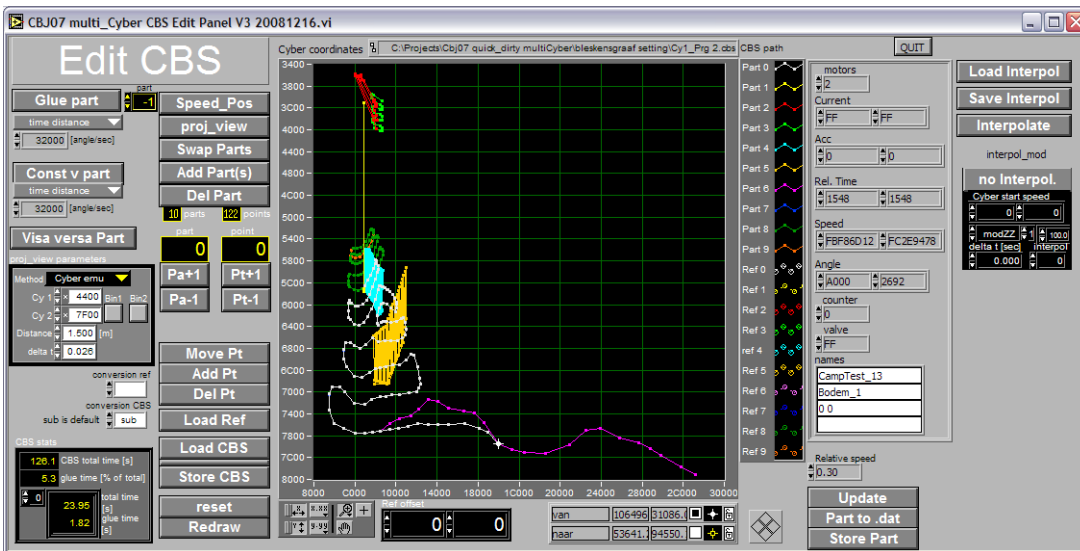 CBJ07 multi_Cyber CBS Edit Panel V3 20081216.vi
Edit CBS
Cyber coordinates
C:\Projects\Cbj07 quick_dirty multiCyber\bleskensgraaf setting\Cy1_Prg 2.cbs
CBS path
QUIT
Glue part
part
-1
time distance
32000 [angle/sec]
Const v part
time distance
32000 [angle/sec]
Visa versa Part
Speed_Pos
proj_view
Swap Parts
Add Part(s)
Del Part
10 parts 122 points
part point
0 0
Pa+1 Pt+1
Pa-1 Pt-1
proj_view parameters
Method Cyber emu
Cy 1 × 4400 Bin1 Bin2
Cy 2 × 7F00
Distance 1.500 [m]
delta t 0.026
conversion ref
conversion CBS
sub is default sub
Move Pt
Add Pt
Del Pt
Load Ref
Load CBS
Store CBS
reset
Redraw
CBS stats
126.1 CBS total time [s]
5.3 glue time [% of total]
0
23.95 total time [s]
1.82 glue time [s]
3400
3800
3C00
4000
4400
4800
4C00
5000
5400
5800
5C00
6000
6400
6800
6C00
7000
7400
7800
7C00
8000
8000 C000 10000 14000 18000 1C000 20000 24000 28000 2C000 30000
Ref offset
0 0
van 106496 31086.(
naar 53641.: 94550.
Part 0
Part 1
Part 2
Part 3
Part 4
Part 5
Part 6
Part 7
Part 8
Part 9
Ref 0
Ref 1
Ref 2
Ref 3
ref 4
Ref 5
Ref 6
Ref 7
Ref 8
Ref 9
motors
2
Current
FF FF
Acc
0 0
Rel. Time
1548 1548
Speed
FBF86D12 FC2E9478
Angle
A000 2692
counter
0
valve
FF
names
CampTest_13
Bodem_1
0 0
Relative speed
0.30
Update
Part to .dat
Store Part
Load Interpol
Save Interpol
Interpolate
interpol_mod
no Interpol.
Cyber start speed
0 0
modZZ 1 100.0
delta t [sec] interpol
0.000 0